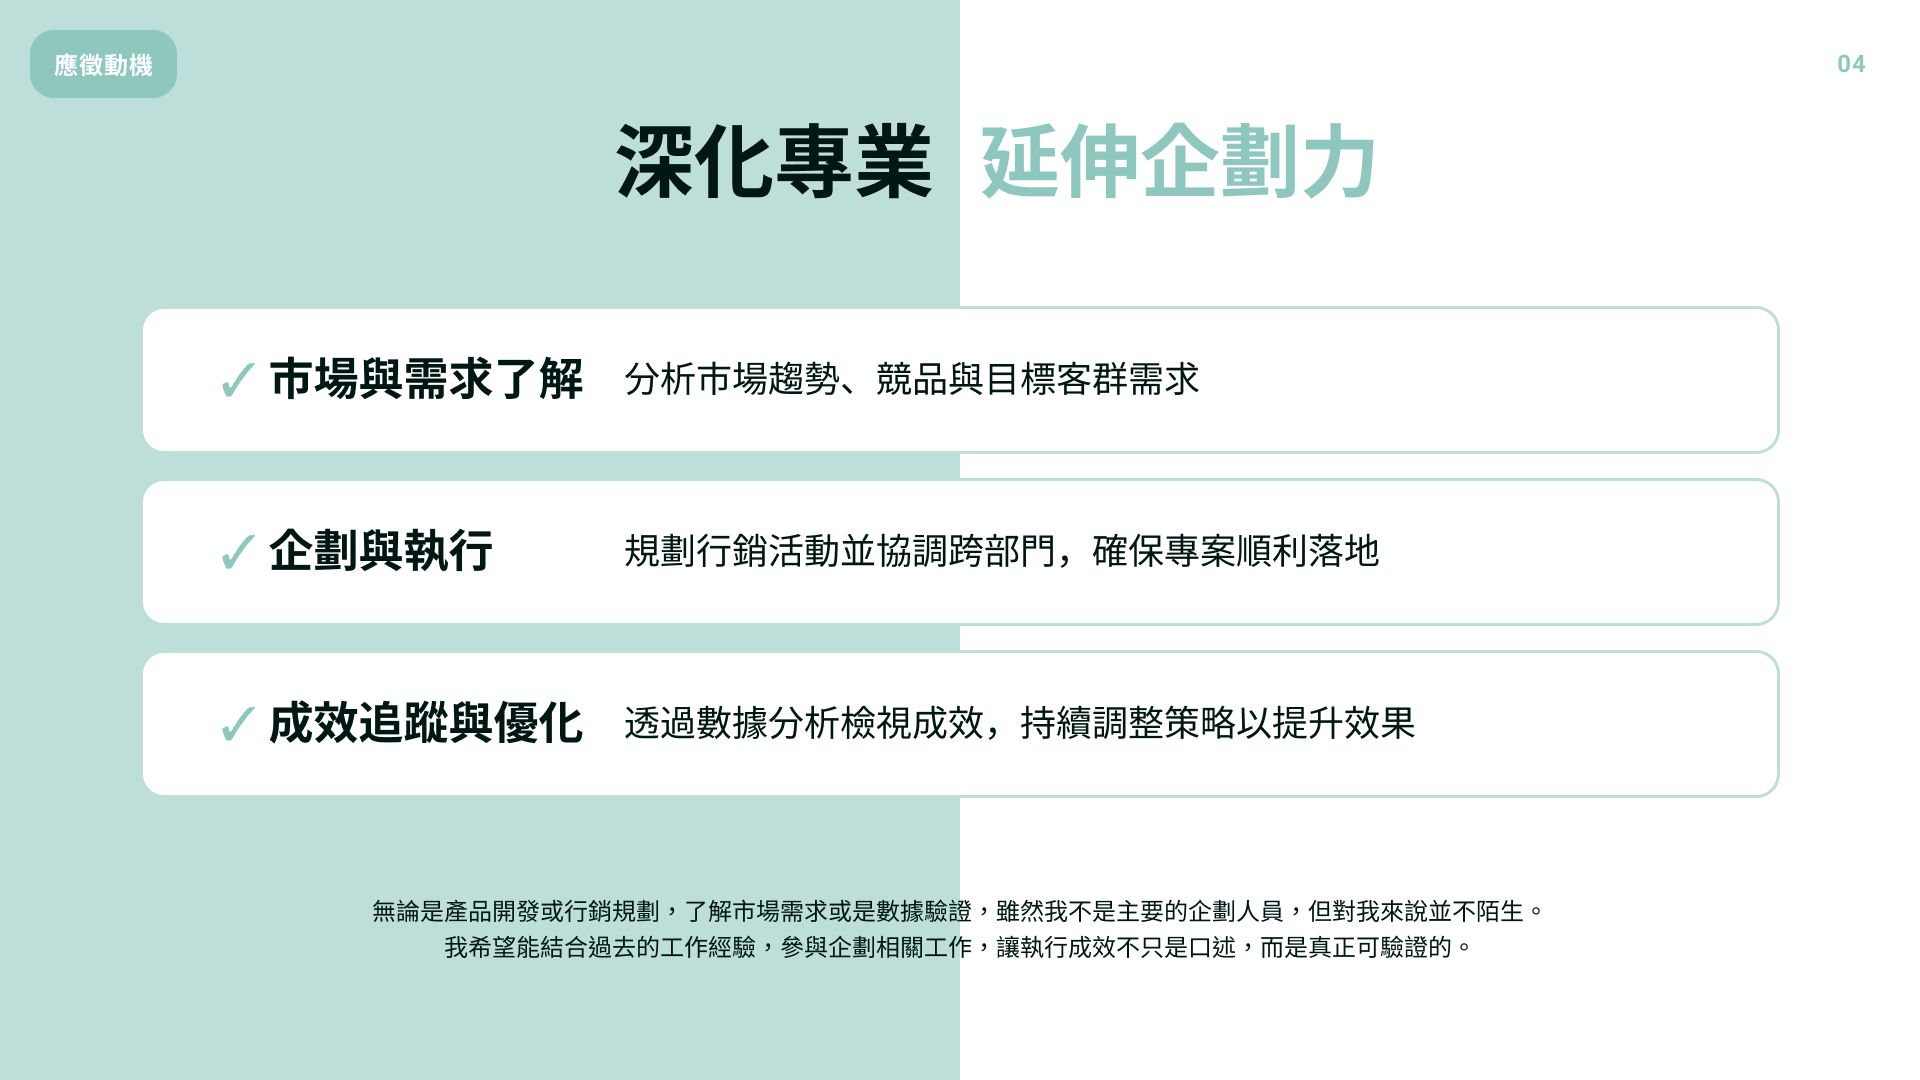 應徵動機
04
深化專業 延伸企劃力
✓ 市場與需求了解 分析市場趨勢、競品與目標客群需求
✓ 企劃與執行 規劃行銷活動並協調跨部門，確保專案順利落地
✓ 成效追蹤與優化 透過數據分析檢視成效，持續調整策略以提升效果
無論是產品開發或行銷規劃，了解市場需求或是數據驗證，雖然我不是主要的企劃人員，但對我來說並不陌生。
我希望能結合過去的工作經驗，參與企劃相關工作，讓執行成效不只是口述，而是真正可驗證的。